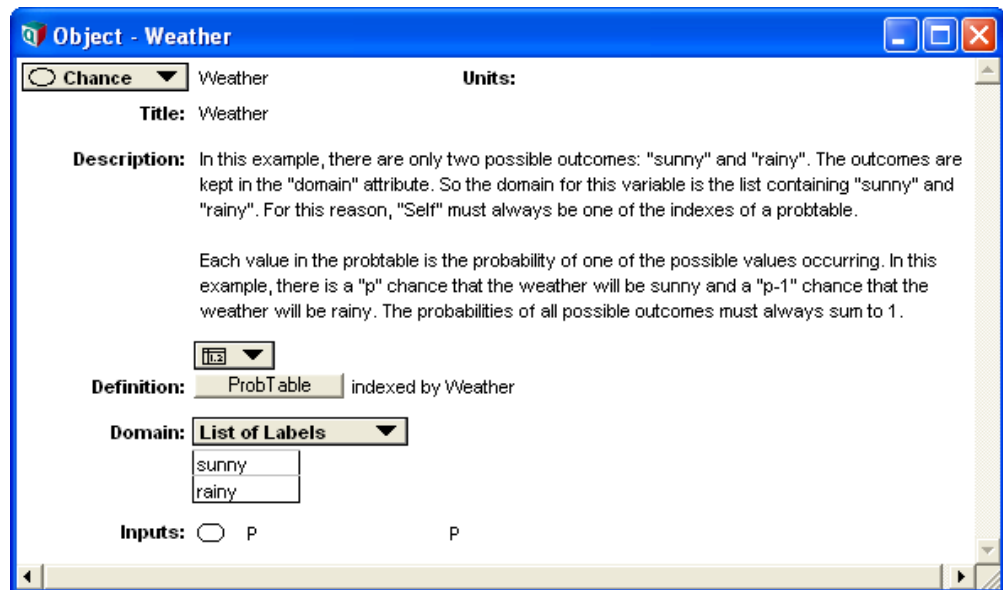 Object - Weather
Chance Weather Units:
Title: Weather
Description: In this example, there are only two possible outcomes: "sunny" and "rainy". The outcomes are
kept in the "domain" attribute. So the domain for this variable is the list containing "sunny" and
"rainy". For this reason, "Self" must always be one of the indexes of a probtable.
Each value in the probtable is the probability of one of the possible values occurring. In this
example, there is a "p" chance that the weather will be sunny and a "p-1" chance that the
weather will be rainy. The probabilities of all possible outcomes must always sum to 1.
Definition: ProbTable indexed by Weather
Domain: List of Labels
sunny
rainy
Inputs: P P